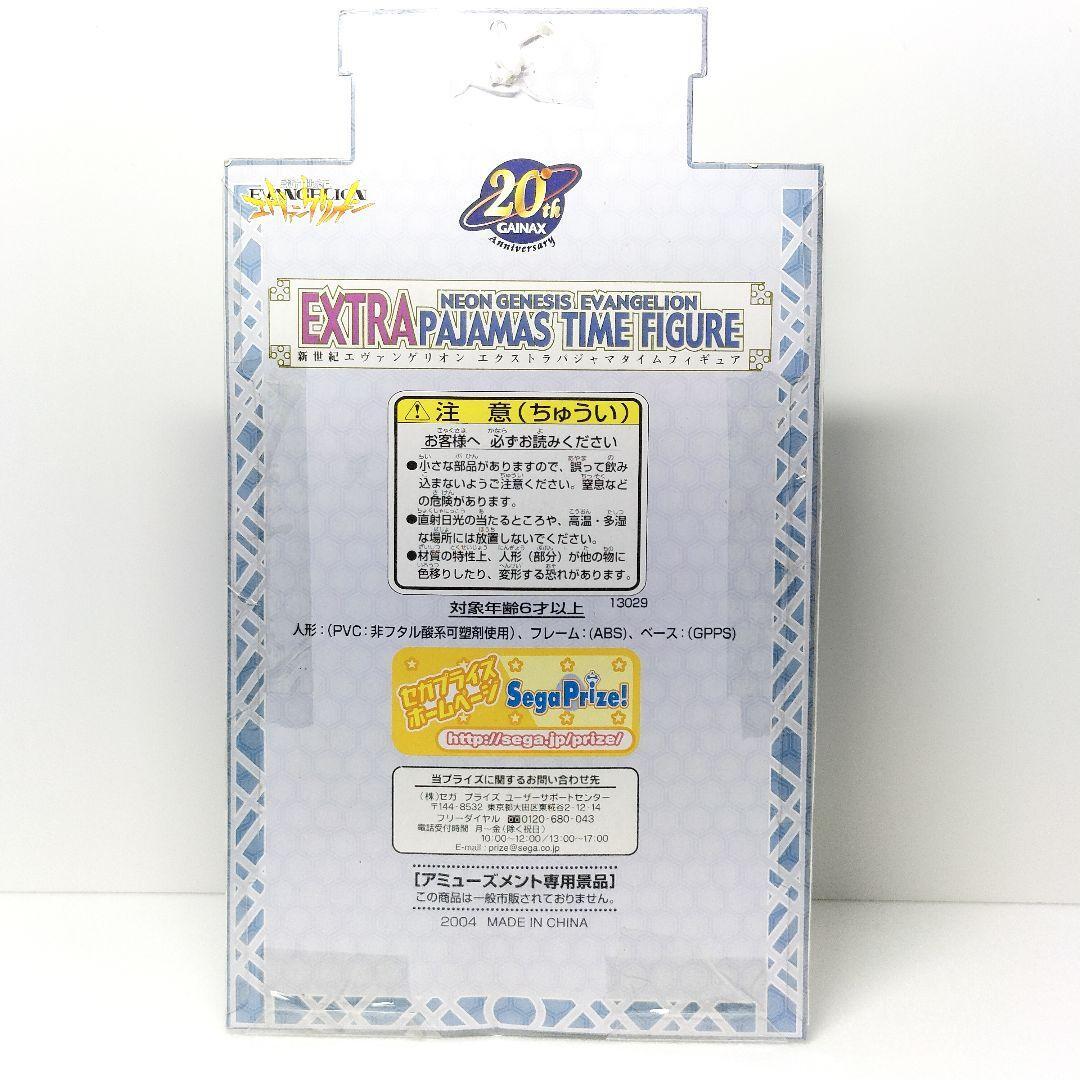 EVANGELION
エヴァンゲリオン
20th
GAINAX
Anniversary
NEON GENESIS EVANGELION
EXTRA PAJAMAS TIME FIGURE
新世紀エヴァンゲリオン エクストラパジャマタイムフィギュア
注 意(ちゅうい)
お客様へ 必ずお読みください
●小さな部品がありますので、誤って飲み
込まないようご注意ください。窒息など
の危険があります。
●直射日光の当たるところや、高温・多湿
な場所には放置しないでください。
●材質の特性上、人形(部分)が他の物に
色移りしたり、変形する恐れがあります。
対象年齢6才以上
13029
人形:(PVC:非フタル酸系可塑剤使用)、フレーム:(ABS)、ベース:(GPPS)
セガプライズ
ホームページ
SegaPrize!
http://sega.jp/prize/
当プライズに関するお問い合わせ先
(株)セガ プライズ ユーザーサポートセンター
〒144-8532 東京都大田区東糀谷2-12-14
フリーダイヤル 0120-680-043
電話受付時間 月~金(除く祝日)
10:00~12:00/13:00~17:00
E-mail : prize@sega.co.jp
[アミューズメント専用景品]
この商品は一般市販されておりません。
2004 MADE IN CHINA